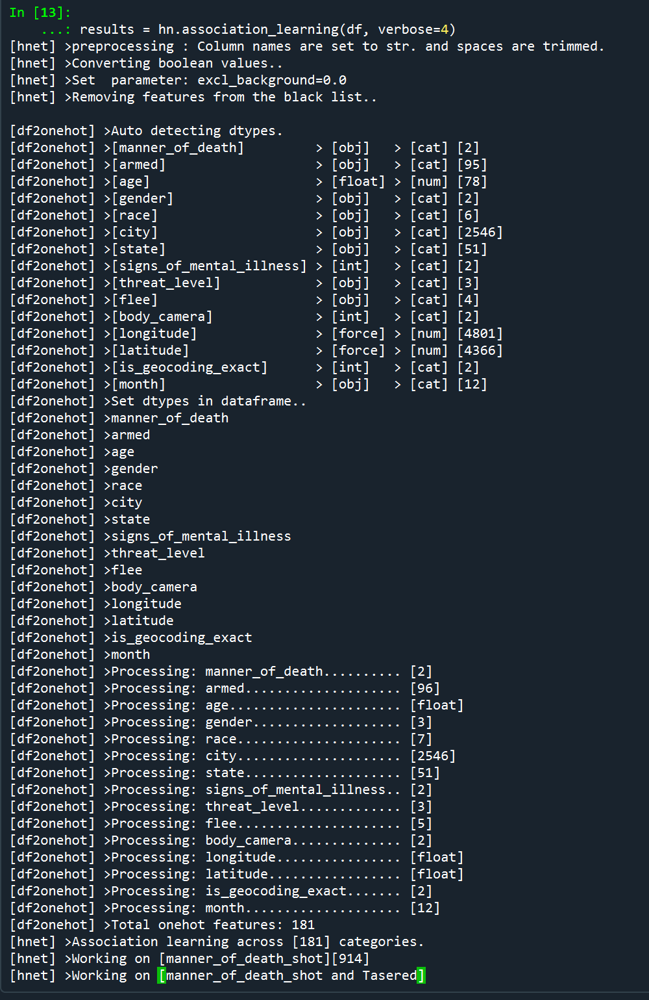 In [13]:
...: results = hn.association_learning(df, verbose=4)
[hnet] >preprocessing : Column names are set to str. and spaces are trimmed.
[hnet] >Converting boolean values..
[hnet] >Set  parameter: excl_background=0.0
[hnet] >Removing features from the black list..
[df2onehot] >Auto detecting dtypes.
[df2onehot] >[manner_of_death]         > [obj]   > [cat] [2]
[df2onehot] >[armed]                   > [obj]   > [cat] [95]
[df2onehot] >[age]                     > [float] > [num] [78]
[df2onehot] >[gender]                  > [obj]   > [cat] [2]
[df2onehot] >[race]                    > [obj]   > [cat] [6]
[df2onehot] >[city]                    > [obj]   > [cat] [2546]
[df2onehot] >[state]                   > [obj]   > [cat] [51]
[df2onehot] >[signs_of_mental_illness] > [int]   > [cat] [2]
[df2onehot] >[threat_level]            > [obj]   > [cat] [3]
[df2onehot] >[flee]                    > [obj]   > [cat] [4]
[df2onehot] >[body_camera]             > [int]   > [cat] [2]
[df2onehot] >[longitude]               > [force] > [num] [4801]
[df2onehot] >[latitude]                > [force] > [num] [4366]
[df2onehot] >[is_geocoding_exact]      > [int]   > [cat] [2]
[df2onehot] >[month]                   > [obj]   > [cat] [12]
[df2onehot] >Set dtypes in dataframe..
[df2onehot] >manner_of_death
[df2onehot] >armed
[df2onehot] >age
[df2onehot] >gender
[df2onehot] >race
[df2onehot] >city
[df2onehot] >state
[df2onehot] >signs_of_mental_illness
[df2onehot] >threat_level
[df2onehot] >flee
[df2onehot] >body_camera
[df2onehot] >longitude
[df2onehot] >latitude
[df2onehot] >is_geocoding_exact
[df2onehot] >month
[df2onehot] >Processing: manner_of_death.......... [2]
[df2onehot] >Processing: armed.................... [96]
[df2onehot] >Processing: age...................... [float]
[df2onehot] >Processing: gender................... [3]
[df2onehot] >Processing: race..................... [7]
[df2onehot] >Processing: city..................... [2546]
[df2onehot] >Processing: state.................... [51]
[df2onehot] >Processing: signs_of_mental_illness.. [2]
[df2onehot] >Processing: threat_level............. [3]
[df2onehot] >Processing: flee..................... [5]
[df2onehot] >Processing: body_camera.............. [2]
[df2onehot] >Processing: longitude................ [float]
[df2onehot] >Processing: latitude................. [float]
[df2onehot] >Processing: is_geocoding_exact....... [2]
[df2onehot] >Processing: month.................... [12]
[df2onehot] >Total onehot features: 181
[hnet] >Association learning across [181] categories.
[hnet] >Working on [manner_of_death_shot][914]
[hnet] >Working on [manner_of_death_shot and Tasered]